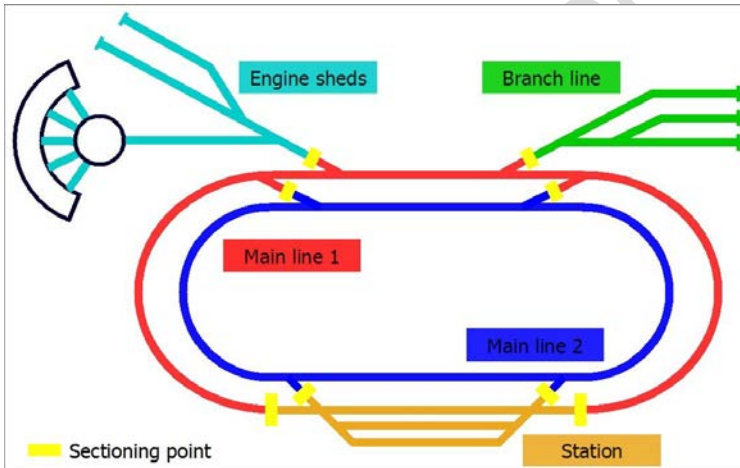 Engine sheds
Branch line
Main line 1
Main line 2
Sectioning point
Station